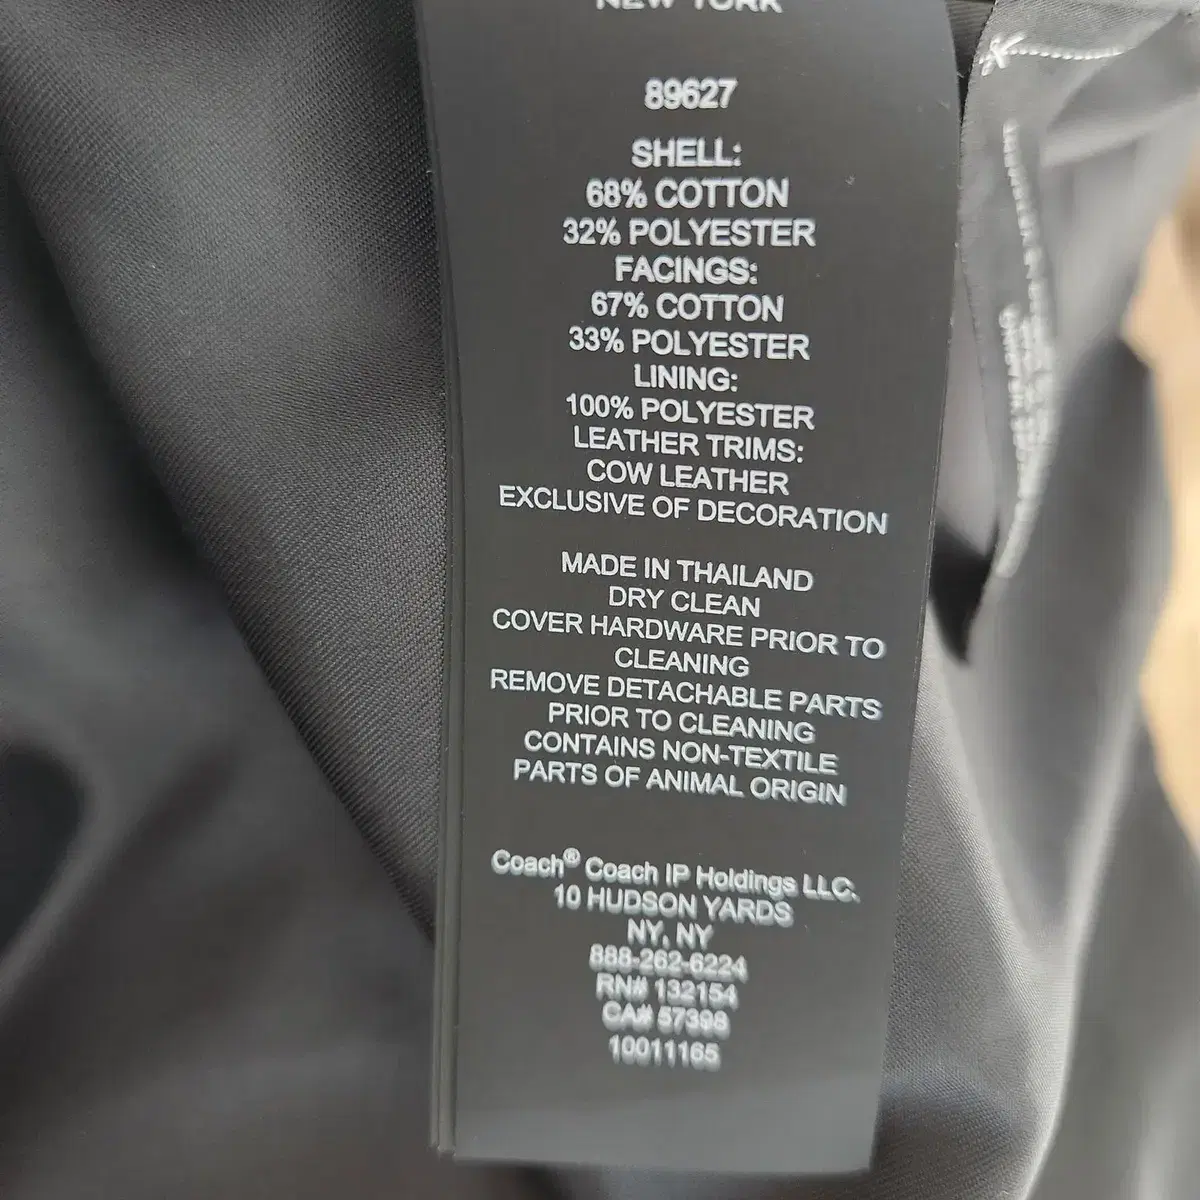 NEW YORK
89627
SHELL:
68% COTTON
32% POLYESTER
FACINGS:
67% COTTON
33% POLYESTER
LINING:
100% POLYESTER
LEATHER TRIMS:
COW LEATHER
EXCLUSIVE OF DECORATION
MADE IN THAILAND
DRY CLEAN
COVER HARDWARE PRIOR TO
CLEANING
REMOVE DETACHABLE PARTS
PRIOR TO CLEANING
CONTAINS NON-TEXTILE
PARTS OF ANIMAL ORIGIN
Coach® Coach IP Holdings LLC.
10 HUDSON YARDS
NY, NY
888-262-6224
RN# 132154
CA# 57398
10011165